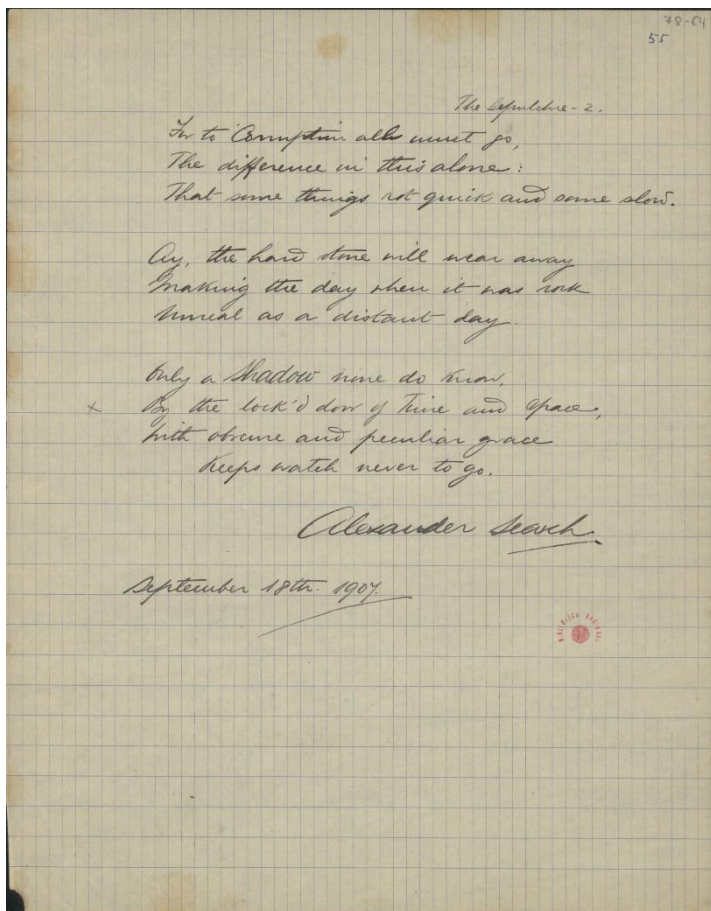 78-64
55
The Sepulchre - 2.
For to Corruption all must go,
The difference in this alone:
That some things rot quick and some slow.
Ay, the hard stone will wear away
Making the day when it was rock
Unreal as a distant day.
Only a Shadow none do know,
x By the lock'd door of Time and Space,
With obscure and peculiar grace
Keeps watch never to go.
Alexander Search.
September 18th. 1907.
BIBLIOTECA NACIONAL